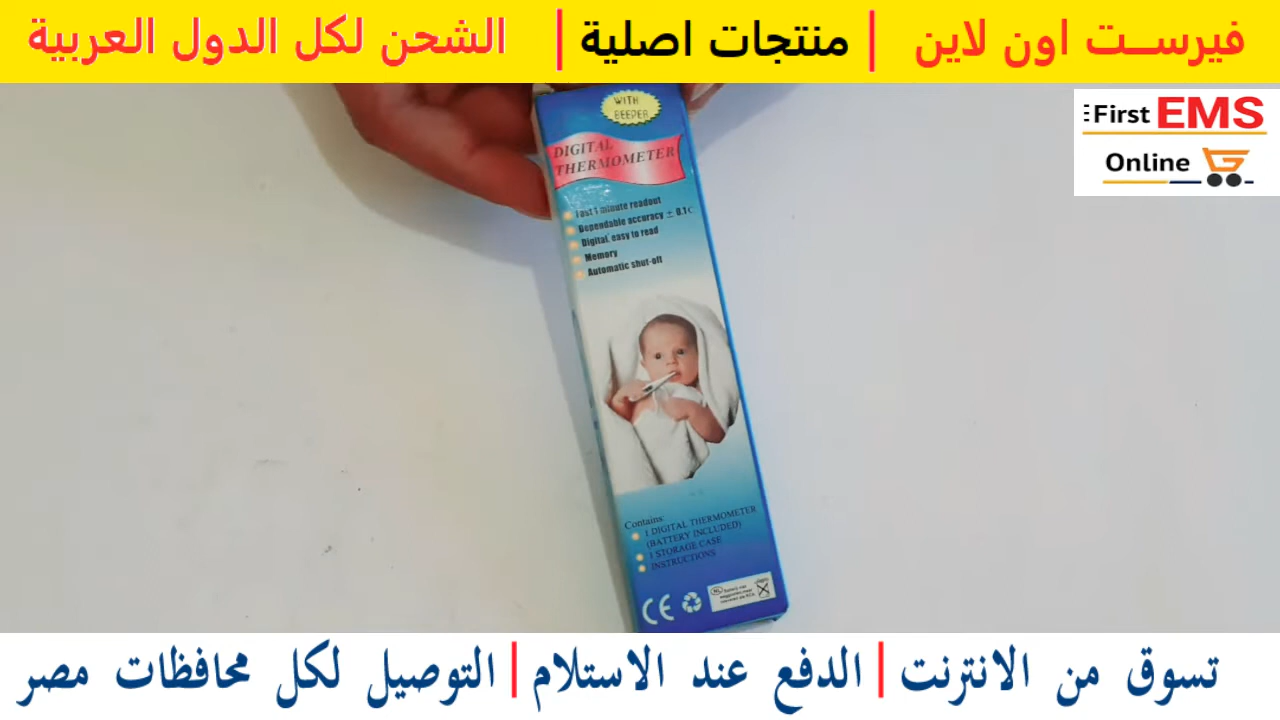 فيرســت اون لاين | منتجات اصلية | الشحن لكل الدول العربية
First EMS
Online
WITH
BEEPER
DIGITAL
THERMOMETER
Fast 1 minute readout
Dependable accuracy ± 0.1C
Digital, easy to read
Memory
Automatic shut-off
Contains:
1 DIGITAL THERMOMETER
(BATTERY INCLUDED)
1 STORAGE CASE
INSTRUCTIONS
CE
تسوق من الانترنت | الدفع عند الاستلام | التوصيل لكل محافظات مصر